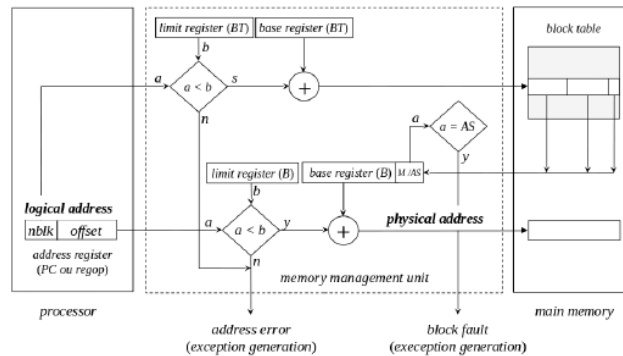 limit register (BT)
base register (BT)
block table
b
a
a < b
s
+
n
a
a = AS
y
limit register (B)
base register (B)
M /AS
b
logical address
nblk
offset
address register
(PC ou regop)
a
a < b
y
+
physical address
n
memory management unit
processor
main memory
address error
(exception generation)
block fault
(exeception generation)